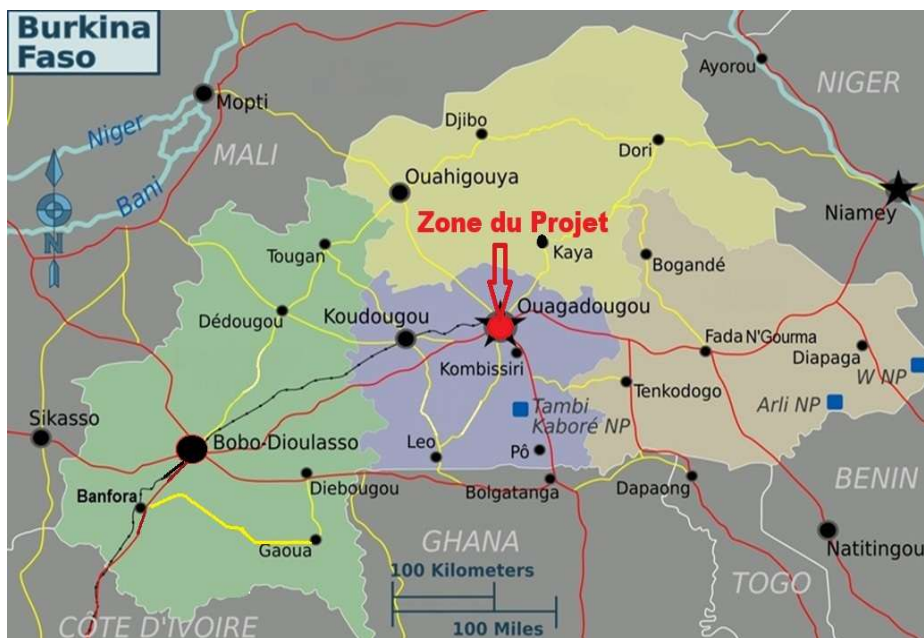 Burkina
Faso
Ayorou
NIGER
Mopti
Niger
Djibo
MALI
Dori
Bani
Ouahigouya
Niamey
N
Zone du Projet
Tougan
Kaya
Bogandé
Ouagadougou
Dédougou
Koudougou
Fada N'Gourma
Diapaga
Kombissiri
W NP
Tenkodogo
Arli NP
Sikasso
Tambi
Kaboré NP
Bobo-Dioulasso
Leo
Pô
BENIN
Banfora
Diebougou
Bolgatanga
Dapaong
Gaoua
GHANA
Natitingou
100 Kilometers
TOGO
100 Miles
CÔTE D'IVOIRE